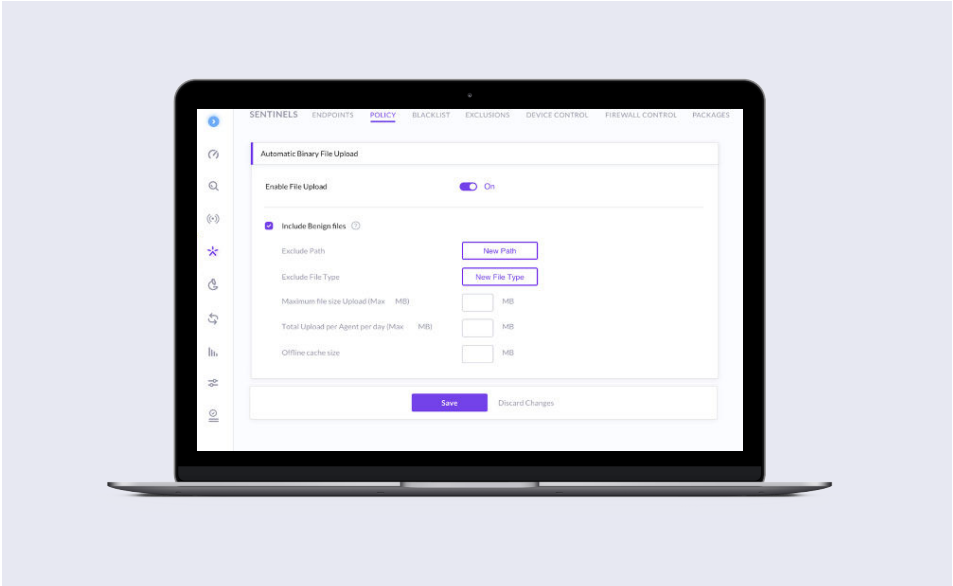 SENTINELS ENDPOINTS POLICY BLACKLIST EXCLUSIONS DEVICE CONTROL FIREWALL CONTROL PACKAGES
Automatic Binary File Upload
Enable File Upload On
Include Benign files ?
Exclude Path New Path
Exclude File Type New File Type
Maximum file size Upload (Max MB) MB
Total Upload per Agent per day (Max MB) MB
Offline cache size MB
Save Discard Changes